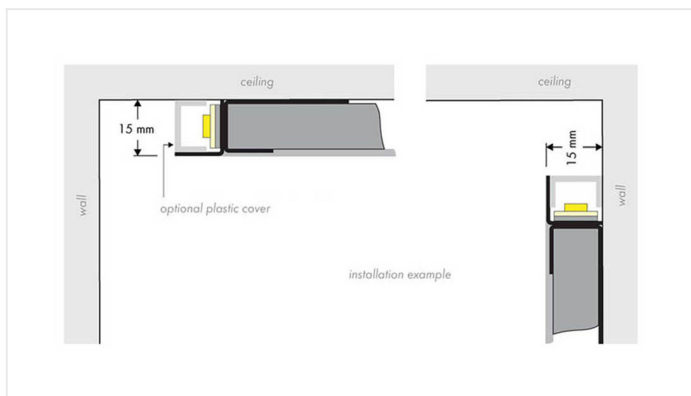 ceiling
ceiling
15 mm
15 mm
wall
wall
optional plastic cover
installation example